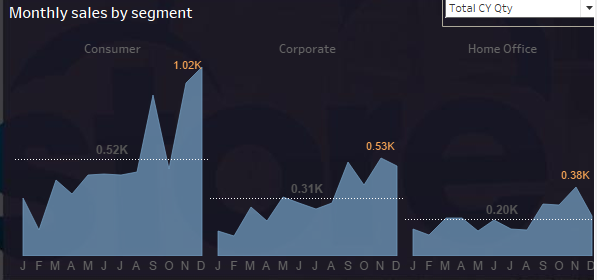 Monthly sales by segment
Total CY Qty
Consumer
Corporate
Home Office
1.02K
0.52K
0.53K
0.31K
0.38K
0.20K
J F M A M J J A S O N D
J F M A M J J A S O N D
J F M A M J J A S O N D